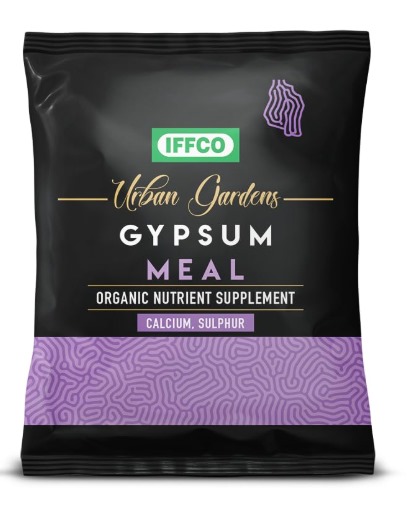 IFFCO
Urban Gardens
GYPSUM
MEAL
ORGANIC NUTRIENT SUPPLEMENT
CALCIUM, SULPHUR